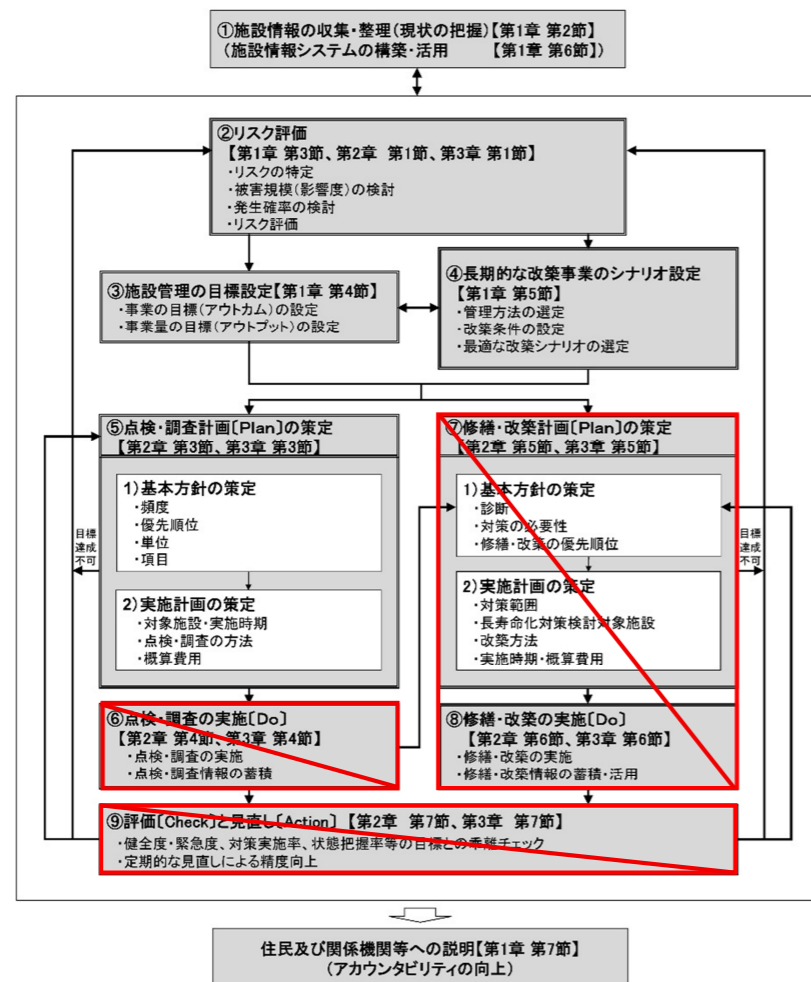 ①施設情報の収集・整理(現状の把握)【第1章 第2節】
(施設情報システムの構築・活用　　【第1章 第6節】)
②リスク評価
【第1章 第3節、第2章 第1節、第3章 第1節】
・リスクの特定
・被害規模(影響度)の検討
・発生確率の検討
・リスク評価
③施設管理の目標設定【第1章 第4節】
・事業の目標(アウトカム)の設定
・事業量の目標(アウトプット)の設定
④長期的な改築事業のシナリオ設定
【第1章 第5節】
・管理方法の選定
・改築条件の設定
・最適な改築シナリオの選定
⑤点検・調査計画〔Plan〕の策定
【第2章 第3節、第3章 第3節】
1)基本方針の策定
・頻度
・優先順位
・単位
・項目
2)実施計画の策定
・対象施設・実施時期
・点検・調査の方法
・概算費用
目標
達成
不可
⑥点検・調査の実施〔Do〕
【第2章 第4節、第3章 第4節】
・点検・調査の実施
・点検・調査情報の蓄積
⑦修繕・改築計画〔Plan〕の策定
【第2章 第5節、第3章 第5節】
1)基本方針の策定
・診断
・対策の必要性
・修繕・改築の優先順位
2)実施計画の策定
・対策範囲
・長寿命化対策検討対象施設
・改築方法
・実施時期・概算費用
目標
達成
不可
⑧修繕・改築の実施〔Do〕
【第2章 第6節、第3章 第6節】
・修繕・改築の実施
・修繕・改築情報の蓄積・活用
⑨評価〔Check〕と見直し〔Action〕【第2章 第7節、第3章 第7節】
・健全度・緊急度、対策実施率、状態把握率等の目標との乖離チェック
・定期的な見直しによる精度向上
住民及び関係機関等への説明【第1章 第7節】
(アカウンタビリティの向上)